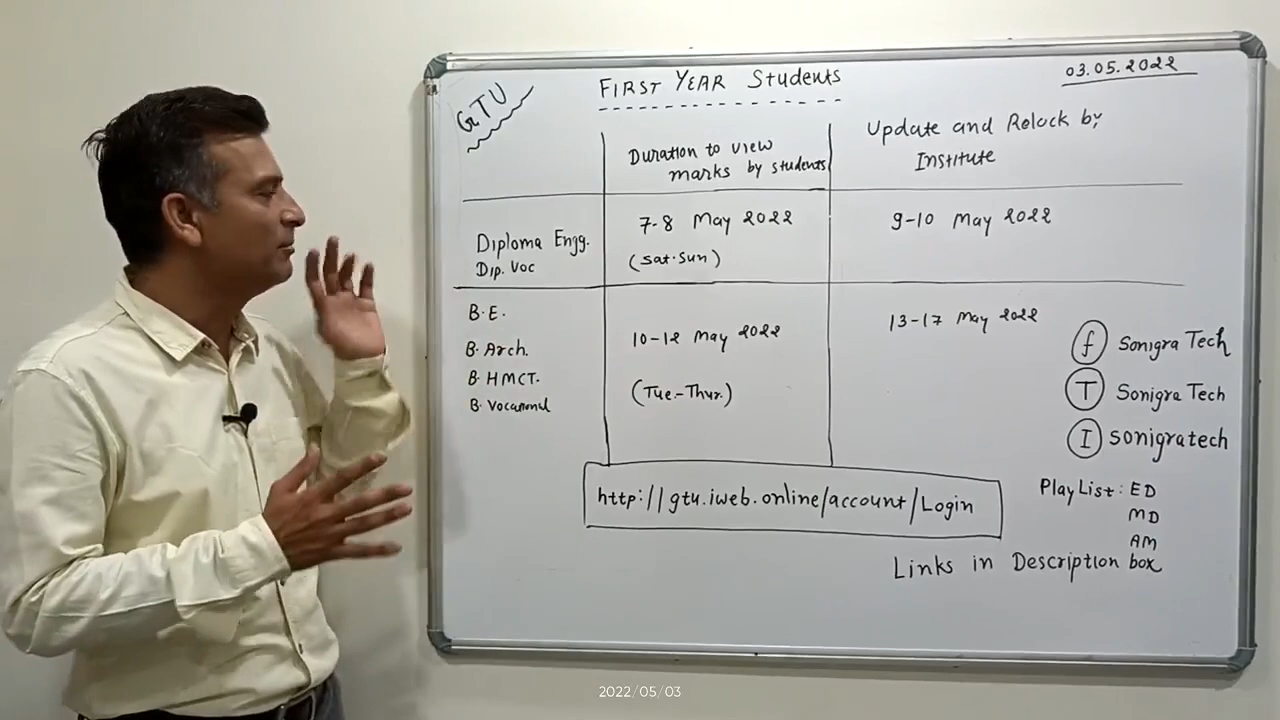 GTU
FIRST YEAR Students
03.05.2022
Duration to view
marks by students
Update and Relock by
Institute
Diploma Engg.
Dip. Voc
7-8 May 2022
(Sat-Sun)
9-10 May 2022
B.E.
B. Arch.
B. HMCT.
B. Vocational
10-12 May 2022
(Tue.-Thur.)
13-17 May 2022
f Sonigra Tech
T Sonigra Tech
I sonigratech
http://gtu.iweb.online/account/Login
PlayList: ED
MD
AM
Links in Description box
2022/05/03